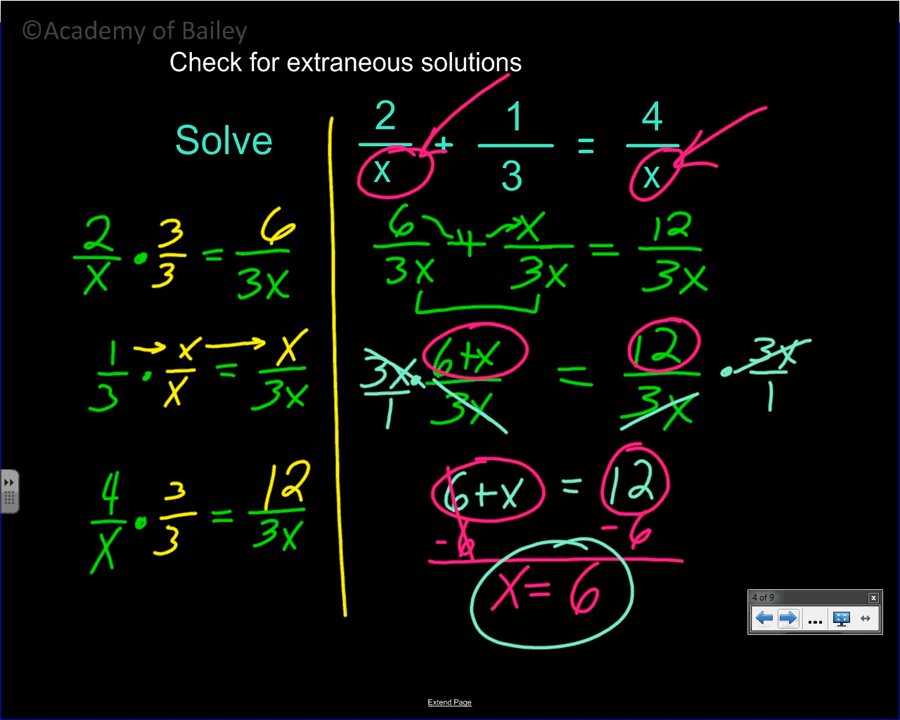 ©Academy of Bailey
Check for extraneous solutions
Solve
2/x + 1/3 = 4/x
2/x • 3/3 = 6/3x
6/3x + x/3x = 12/3x
1/3 • x/x = x/3x
3x/1 • 6+x/3x = 12/3x • 3x/1
4/x • 3/3 = 12/3x
6+x = 12
-6 -6
x = 6
4 of 9
x
...
Extend Page